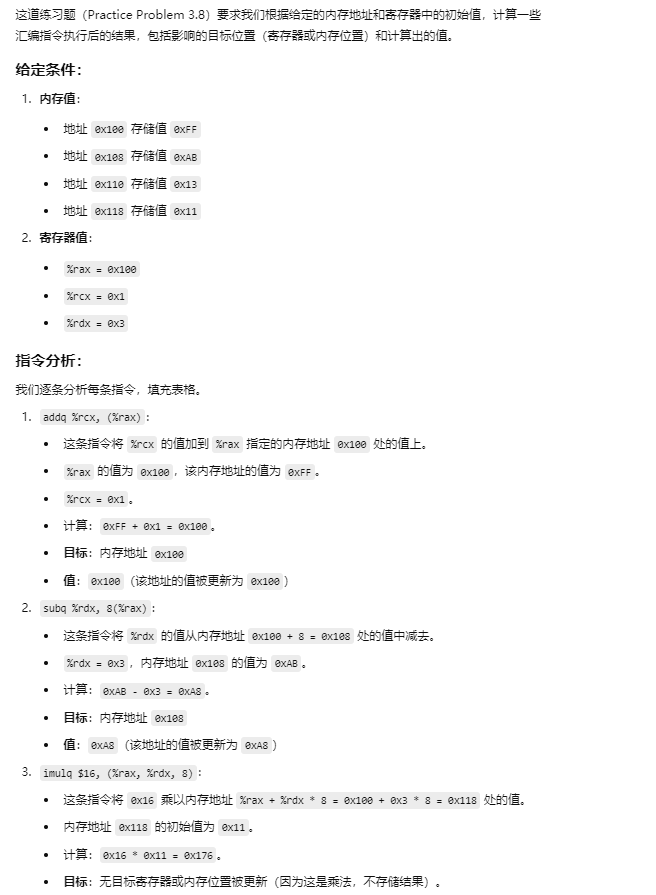 这道练习题（Practice Problem 3.8）要求我们根据给定的内存地址和寄存器中的初始值，计算一些
汇编指令执行后的结果，包括影响的目标位置（寄存器或内存位置）和计算出的值。
给定条件：
1. 内存值：
• 地址 0x100 存储值 0xFF
• 地址 0x108 存储值 0xAB
• 地址 0x110 存储值 0x13
• 地址 0x118 存储值 0x11
2. 寄存器值：
• %rax = 0x100
• %rcx = 0x1
• %rdx = 0x3
指令分析：
我们逐条分析每条指令，填充表格。
1. addq %rcx, (%rax)：
• 这条指令将 %rcx 的值加到 %rax 指定的内存地址 0x100 处的值上。
• %rax 的值为 0x100，该内存地址的值为 0xFF。
• %rcx = 0x1。
• 计算：0xFF + 0x1 = 0x100。
• 目标：内存地址 0x100
• 值：0x100（该地址的值被更新为 0x100）
2. subq %rdx, 8(%rax)：
• 这条指令将 %rdx 的值从内存地址 0x100 + 8 = 0x108 处的值中减去。
• %rdx = 0x3，内存地址 0x108 的值为 0xAB。
• 计算：0xAB - 0x3 = 0xA8。
• 目标：内存地址 0x108
• 值：0xA8（该地址的值被更新为 0xA8）
3. imulq $16, (%rax, %rdx, 8)：
• 这条指令将 0x16 乘以内存地址 %rax + %rdx * 8 = 0x100 + 0x3 * 8 = 0x118 处的值。
• 内存地址 0x118 的初始值为 0x11。
• 计算：0x16 * 0x11 = 0x176。
• 目标：无目标寄存器或内存位置被更新（因为这是乘法，不存储结果）。